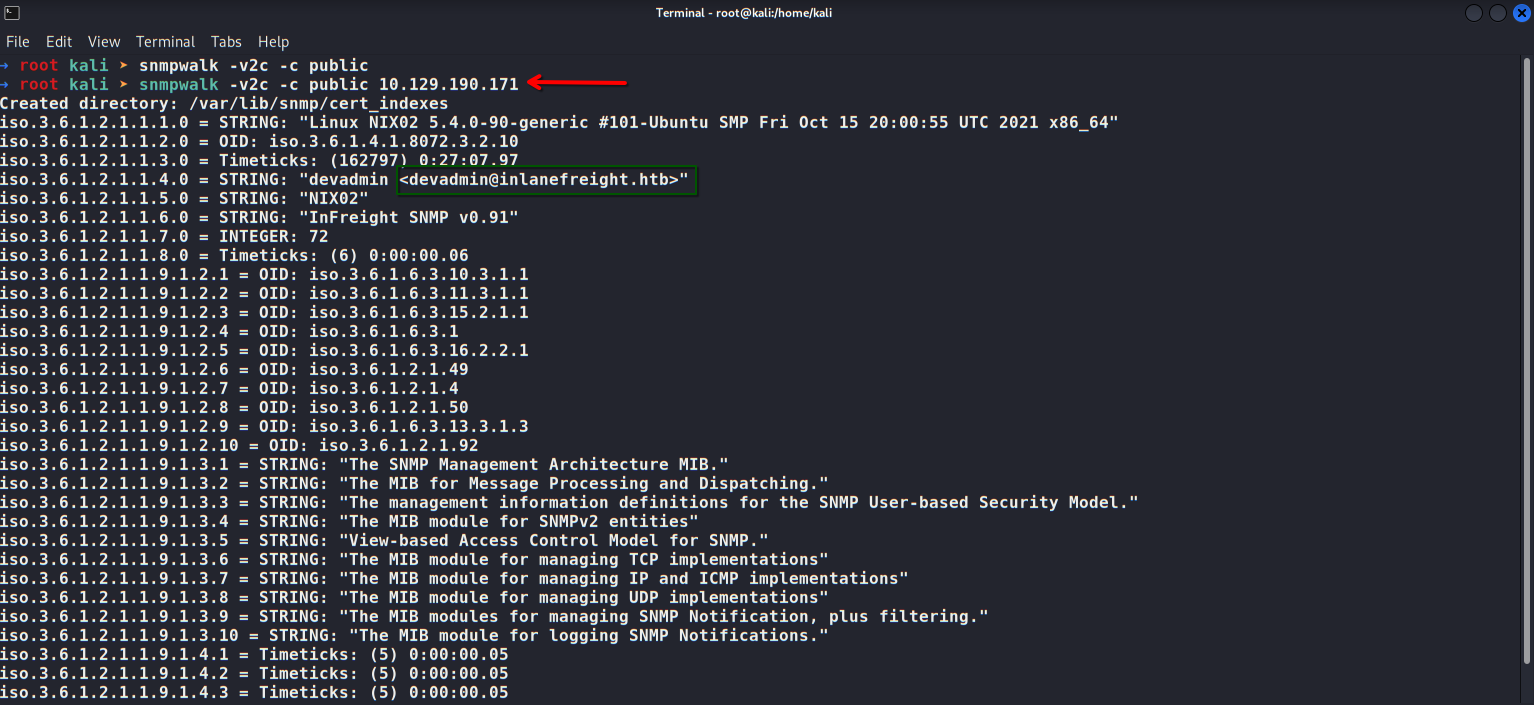 Terminal - root@kali:/home/kali
File Edit View Terminal Tabs Help
→ root kali ➤ snmpwalk -v2c -c public
→ root kali ➤ snmpwalk -v2c -c public 10.129.190.171
Created directory: /var/lib/snmp/cert_indexes
iso.3.6.1.2.1.1.1.0 = STRING: "Linux NIX02 5.4.0-90-generic #101-Ubuntu SMP Fri Oct 15 20:00:55 UTC 2021 x86_64"
iso.3.6.1.2.1.1.2.0 = OID: iso.3.6.1.4.1.8072.3.2.10
iso.3.6.1.2.1.1.3.0 = Timeticks: (162797) 0:27:07.97
iso.3.6.1.2.1.1.4.0 = STRING: "devadmin <devadmin@inlanefreight.htb>"
iso.3.6.1.2.1.1.5.0 = STRING: "NIX02"
iso.3.6.1.2.1.1.6.0 = STRING: "InFreight SNMP v0.91"
iso.3.6.1.2.1.1.7.0 = INTEGER: 72
iso.3.6.1.2.1.1.8.0 = Timeticks: (6) 0:00:00.06
iso.3.6.1.2.1.1.9.1.2.1 = OID: iso.3.6.1.6.3.10.3.1.1
iso.3.6.1.2.1.1.9.1.2.2 = OID: iso.3.6.1.6.3.11.3.1.1
iso.3.6.1.2.1.1.9.1.2.3 = OID: iso.3.6.1.6.3.15.2.1.1
iso.3.6.1.2.1.1.9.1.2.4 = OID: iso.3.6.1.6.3.1
iso.3.6.1.2.1.1.9.1.2.5 = OID: iso.3.6.1.6.3.16.2.2.1
iso.3.6.1.2.1.1.9.1.2.6 = OID: iso.3.6.1.2.1.49
iso.3.6.1.2.1.1.9.1.2.7 = OID: iso.3.6.1.2.1.4
iso.3.6.1.2.1.1.9.1.2.8 = OID: iso.3.6.1.2.1.50
iso.3.6.1.2.1.1.9.1.2.9 = OID: iso.3.6.1.6.3.13.3.1.3
iso.3.6.1.2.1.1.9.1.2.10 = OID: iso.3.6.1.2.1.92
iso.3.6.1.2.1.1.9.1.3.1 = STRING: "The SNMP Management Architecture MIB."
iso.3.6.1.2.1.1.9.1.3.2 = STRING: "The MIB for Message Processing and Dispatching."
iso.3.6.1.2.1.1.9.1.3.3 = STRING: "The management information definitions for the SNMP User-based Security Model."
iso.3.6.1.2.1.1.9.1.3.4 = STRING: "The MIB module for SNMPv2 entities"
iso.3.6.1.2.1.1.9.1.3.5 = STRING: "View-based Access Control Model for SNMP."
iso.3.6.1.2.1.1.9.1.3.6 = STRING: "The MIB module for managing TCP implementations"
iso.3.6.1.2.1.1.9.1.3.7 = STRING: "The MIB module for managing IP and ICMP implementations"
iso.3.6.1.2.1.1.9.1.3.8 = STRING: "The MIB module for managing UDP implementations"
iso.3.6.1.2.1.1.9.1.3.9 = STRING: "The MIB modules for managing SNMP Notification, plus filtering."
iso.3.6.1.2.1.1.9.1.3.10 = STRING: "The MIB module for logging SNMP Notifications."
iso.3.6.1.2.1.1.9.1.4.1 = Timeticks: (5) 0:00:00.05
iso.3.6.1.2.1.1.9.1.4.2 = Timeticks: (5) 0:00:00.05
iso.3.6.1.2.1.1.9.1.4.3 = Timeticks: (5) 0:00:00.05